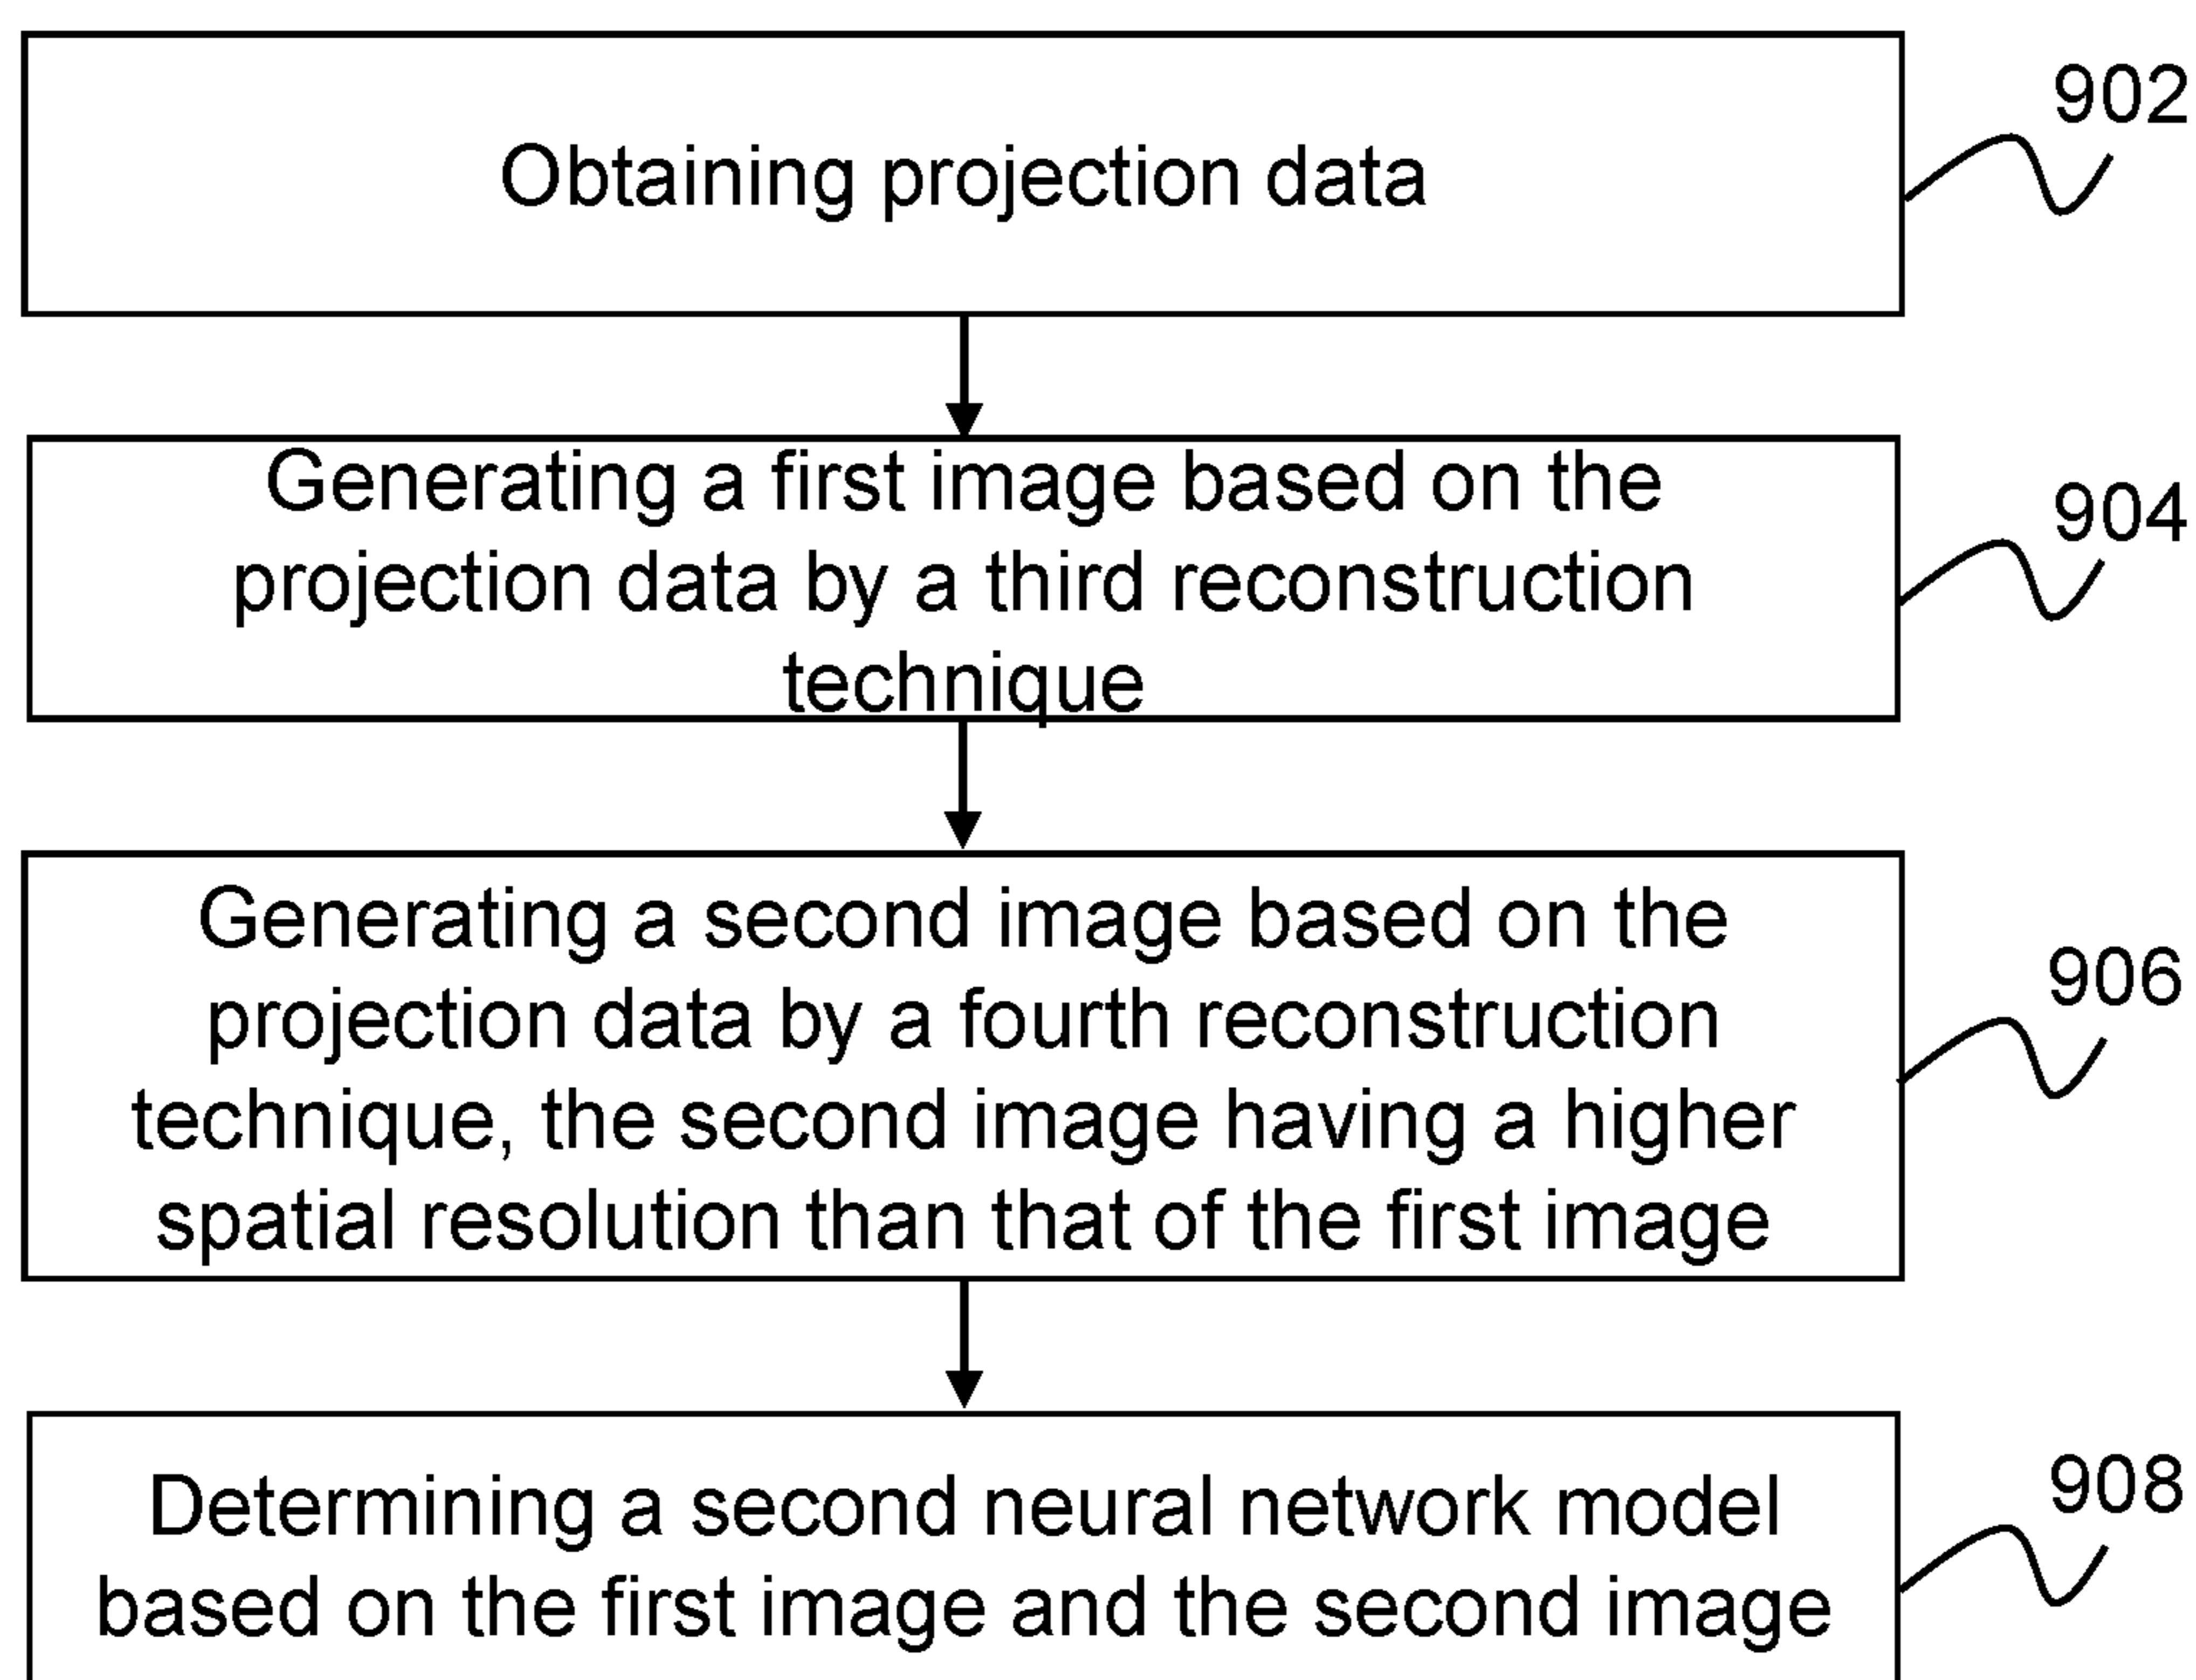 902
Obtaining projection data
Generating a first image based on the
904
projection data by a third reconstruction
technique
Generating a second image based on the
906
projection data by a fourth reconstruction
technique, the second image having a higher
spatial resolution than that of the first image
908
Determining a second neural network model
based on the first image and the second image